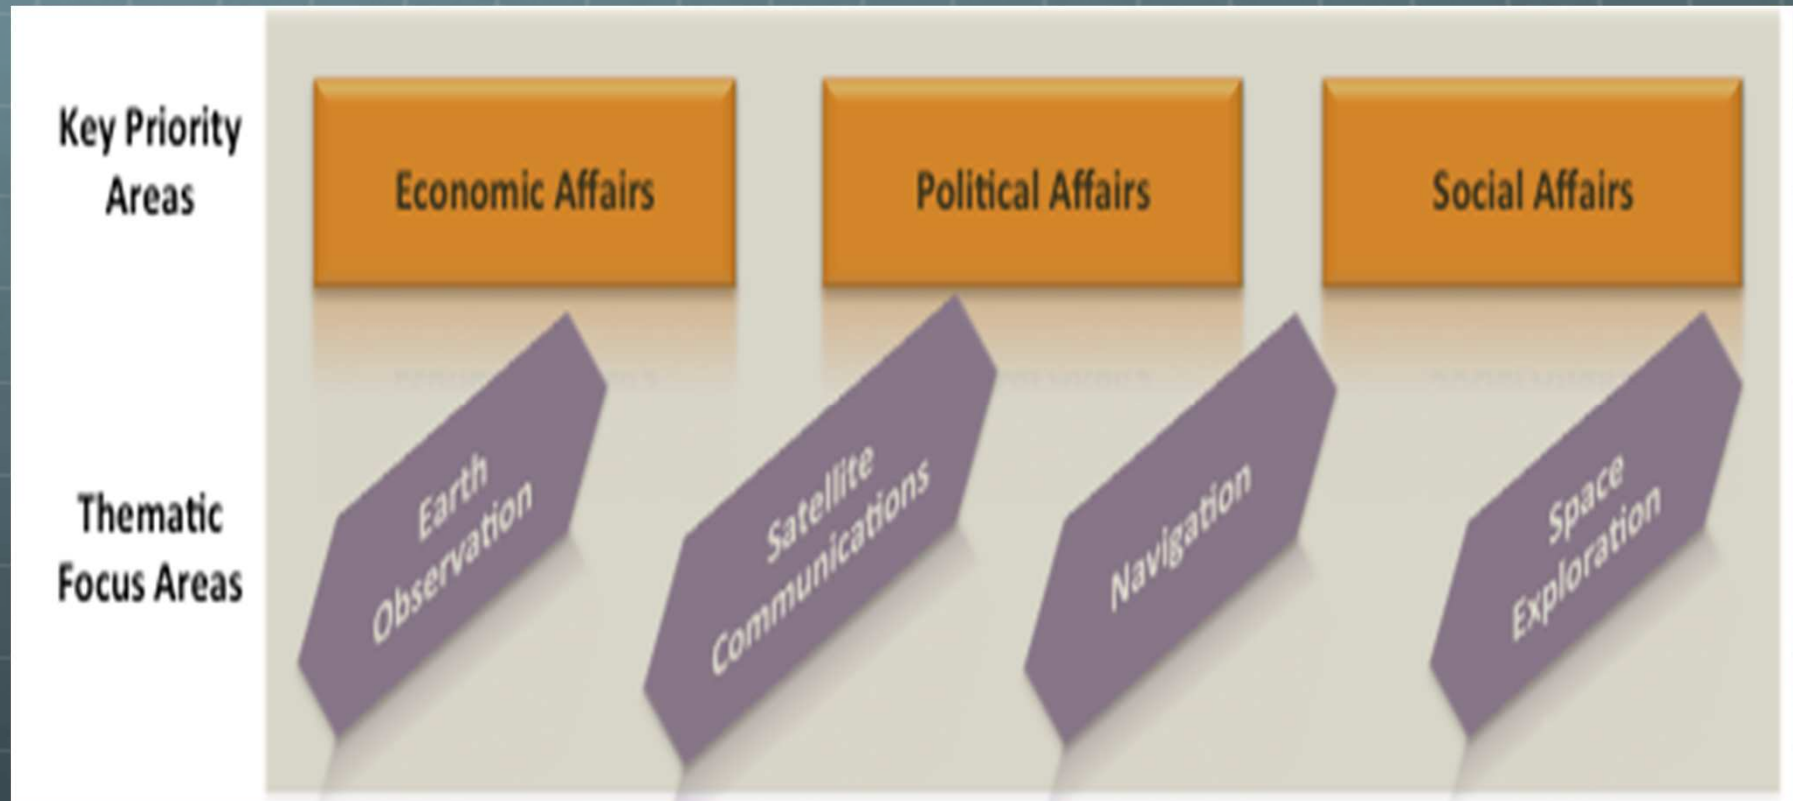 Key Priority
Areas
Economic Affairs
Political Affairs
Social Affairs
Thematic
Focus Areas
Earth
Observation
Satellite
Communications
Navigation
Space
Exploration